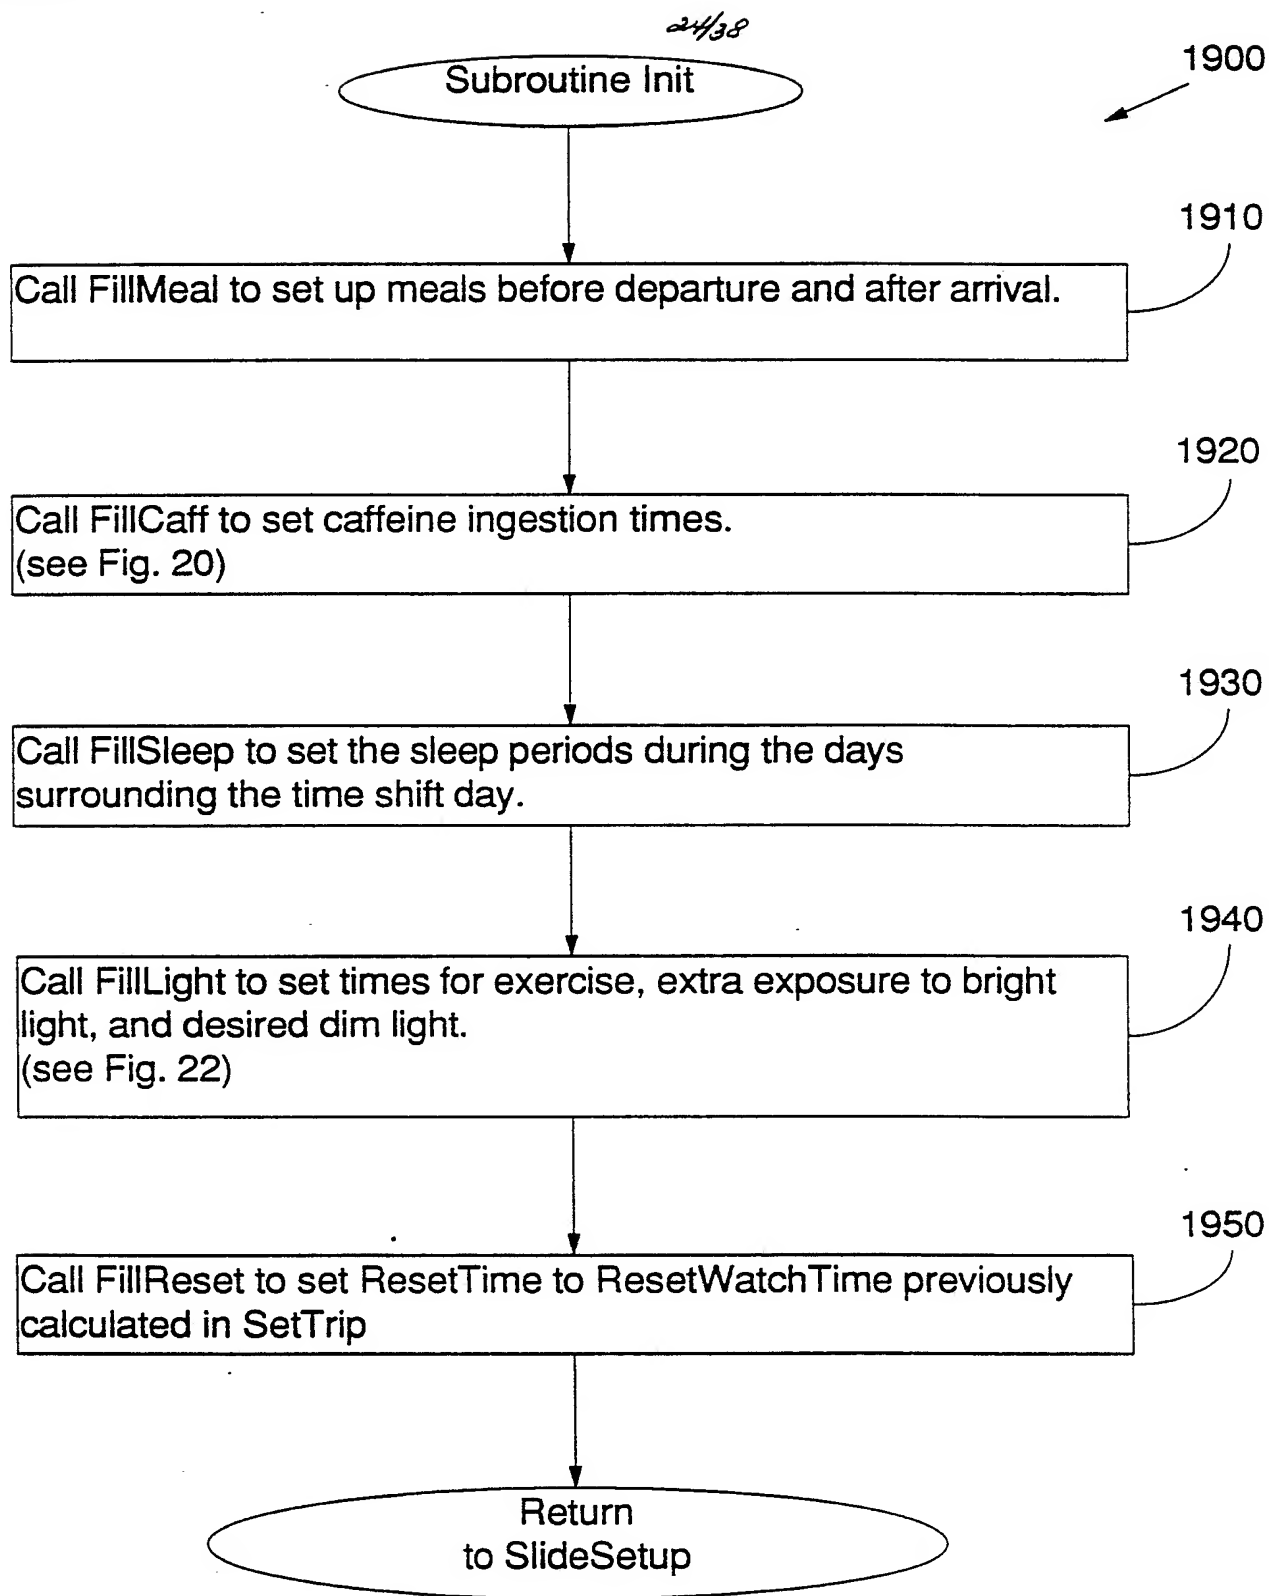 24/38
Subroutine Init
1900
1910
Call FillMeal to set up meals before departure and after arrival.
1920
Call FillCaff to set caffeine ingestion times.
(see Fig. 20)
1930
Call FillSleep to set the sleep periods during the days
surrounding the time shift day.
1940
Call FillLight to set times for exercise, extra exposure to bright
light, and desired dim light.
(see Fig. 22)
1950
Call FillReset to set ResetTime to ResetWatchTime previously
calculated in SetTrip
Return
to SlideSetup